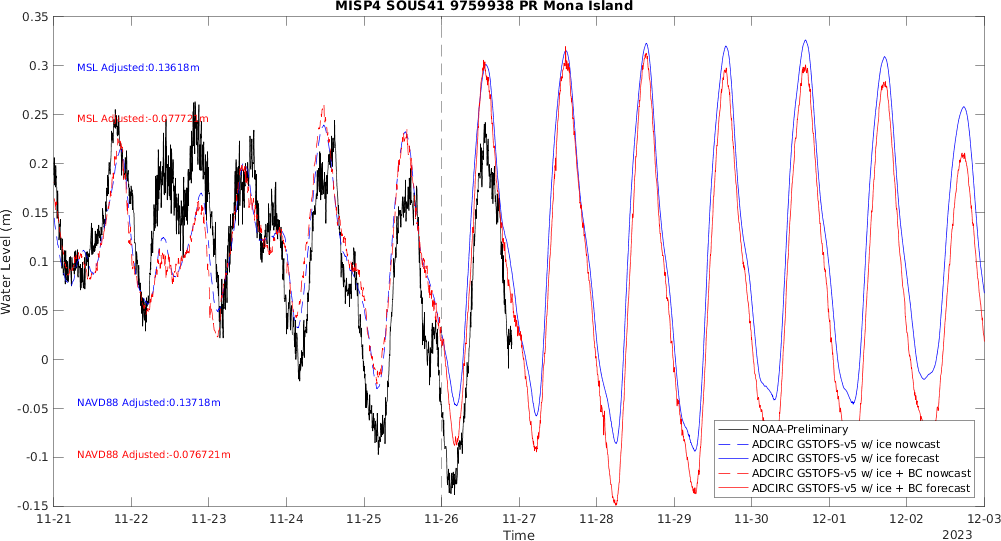 MISP4 SOUS41 9759938 PR Mona Island
0.35
0.3
0.25
0.2
0.15
0.1
0.05
0
-0.05
-0.1
-0.15
Water Level (m)
MSL Adjusted:0.13618m
MSL Adjusted:-0.077721m
NAVD88 Adjusted:0.13718m
NAVD88 Adjusted:-0.076721m
NOAA-Preliminary
ADCIRC GSTOFS-v5 w/ ice nowcast
ADCIRC GSTOFS-v5 w/ ice forecast
ADCIRC GSTOFS-v5 w/ ice + BC nowcast
ADCIRC GSTOFS-v5 w/ ice + BC forecast
11-21 11-22 11-23 11-24 11-25 11-26 11-27 11-28 11-29 11-30 12-01 12-02 12-03
Time
2023